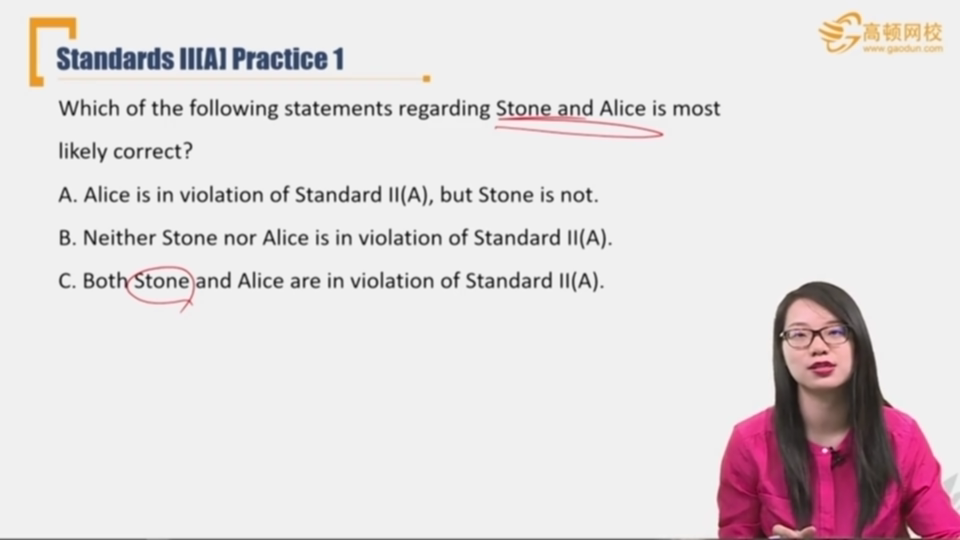 Standards II[A] Practice 1
高顿网校
www.gaodun.com
Which of the following statements regarding Stone and Alice is most
likely correct?
A. Alice is in violation of Standard II(A), but Stone is not.
B. Neither Stone nor Alice is in violation of Standard II(A).
C. Both Stone and Alice are in violation of Standard II(A).